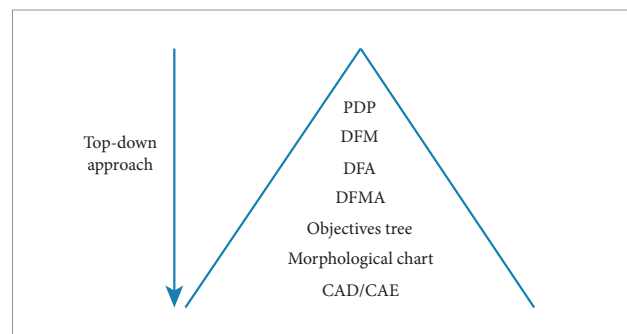 PDP
DFM
Top-down
approach
DFA
DFMA
Objectives tree
Morphological chart
CAD/CAE